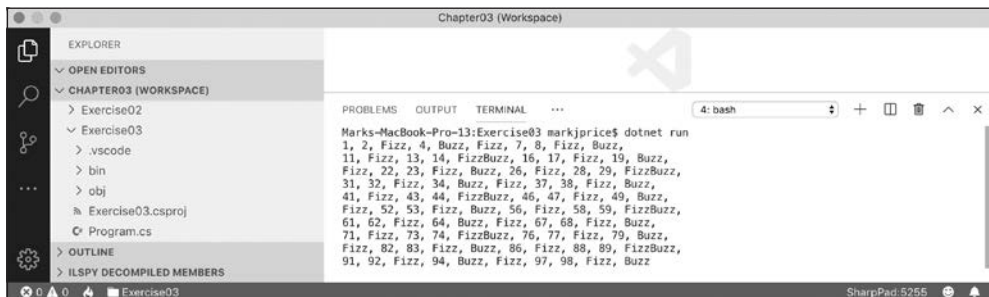 Chapter03 (Workspace)
EXPLORER
OPEN EDITORS
CHAPTER03 (WORKSPACE)
Exercise02
Exercise03
.vscode
bin
obj
Exercise03.csproj
C# Program.cs
OUTLINE
ILSPY DECOMPILED MEMBERS
PROBLEMS OUTPUT TERMINAL ... 4: bash
Marks-MacBook-Pro-13:Exercise03 markjprice$ dotnet run
1, 2, Fizz, 4, Buzz, Fizz, 7, 8, Fizz, Buzz,
11, Fizz, 13, 14, FizzBuzz, 16, 17, Fizz, 19, Buzz,
Fizz, 22, 23, Fizz, Buzz, 26, Fizz, 28, 29, FizzBuzz,
31, 32, Fizz, 34, Buzz, Fizz, 37, 38, Fizz, Buzz,
41, Fizz, 43, 44, FizzBuzz, 46, 47, Fizz, 49, Buzz,
Fizz, 52, 53, Fizz, Buzz, 56, Fizz, 58, 59, FizzBuzz,
61, 62, Fizz, 64, Buzz, Fizz, 67, 68, Fizz, Buzz,
71, Fizz, 73, 74, FizzBuzz, 76, 77, Fizz, 79, Buzz,
Fizz, 82, 83, Fizz, Buzz, 86, Fizz, 88, 89, FizzBuzz,
91, 92, Fizz, 94, Buzz, Fizz, 97, 98, Fizz, Buzz
0 0 Exercise03 SharpPad:5255